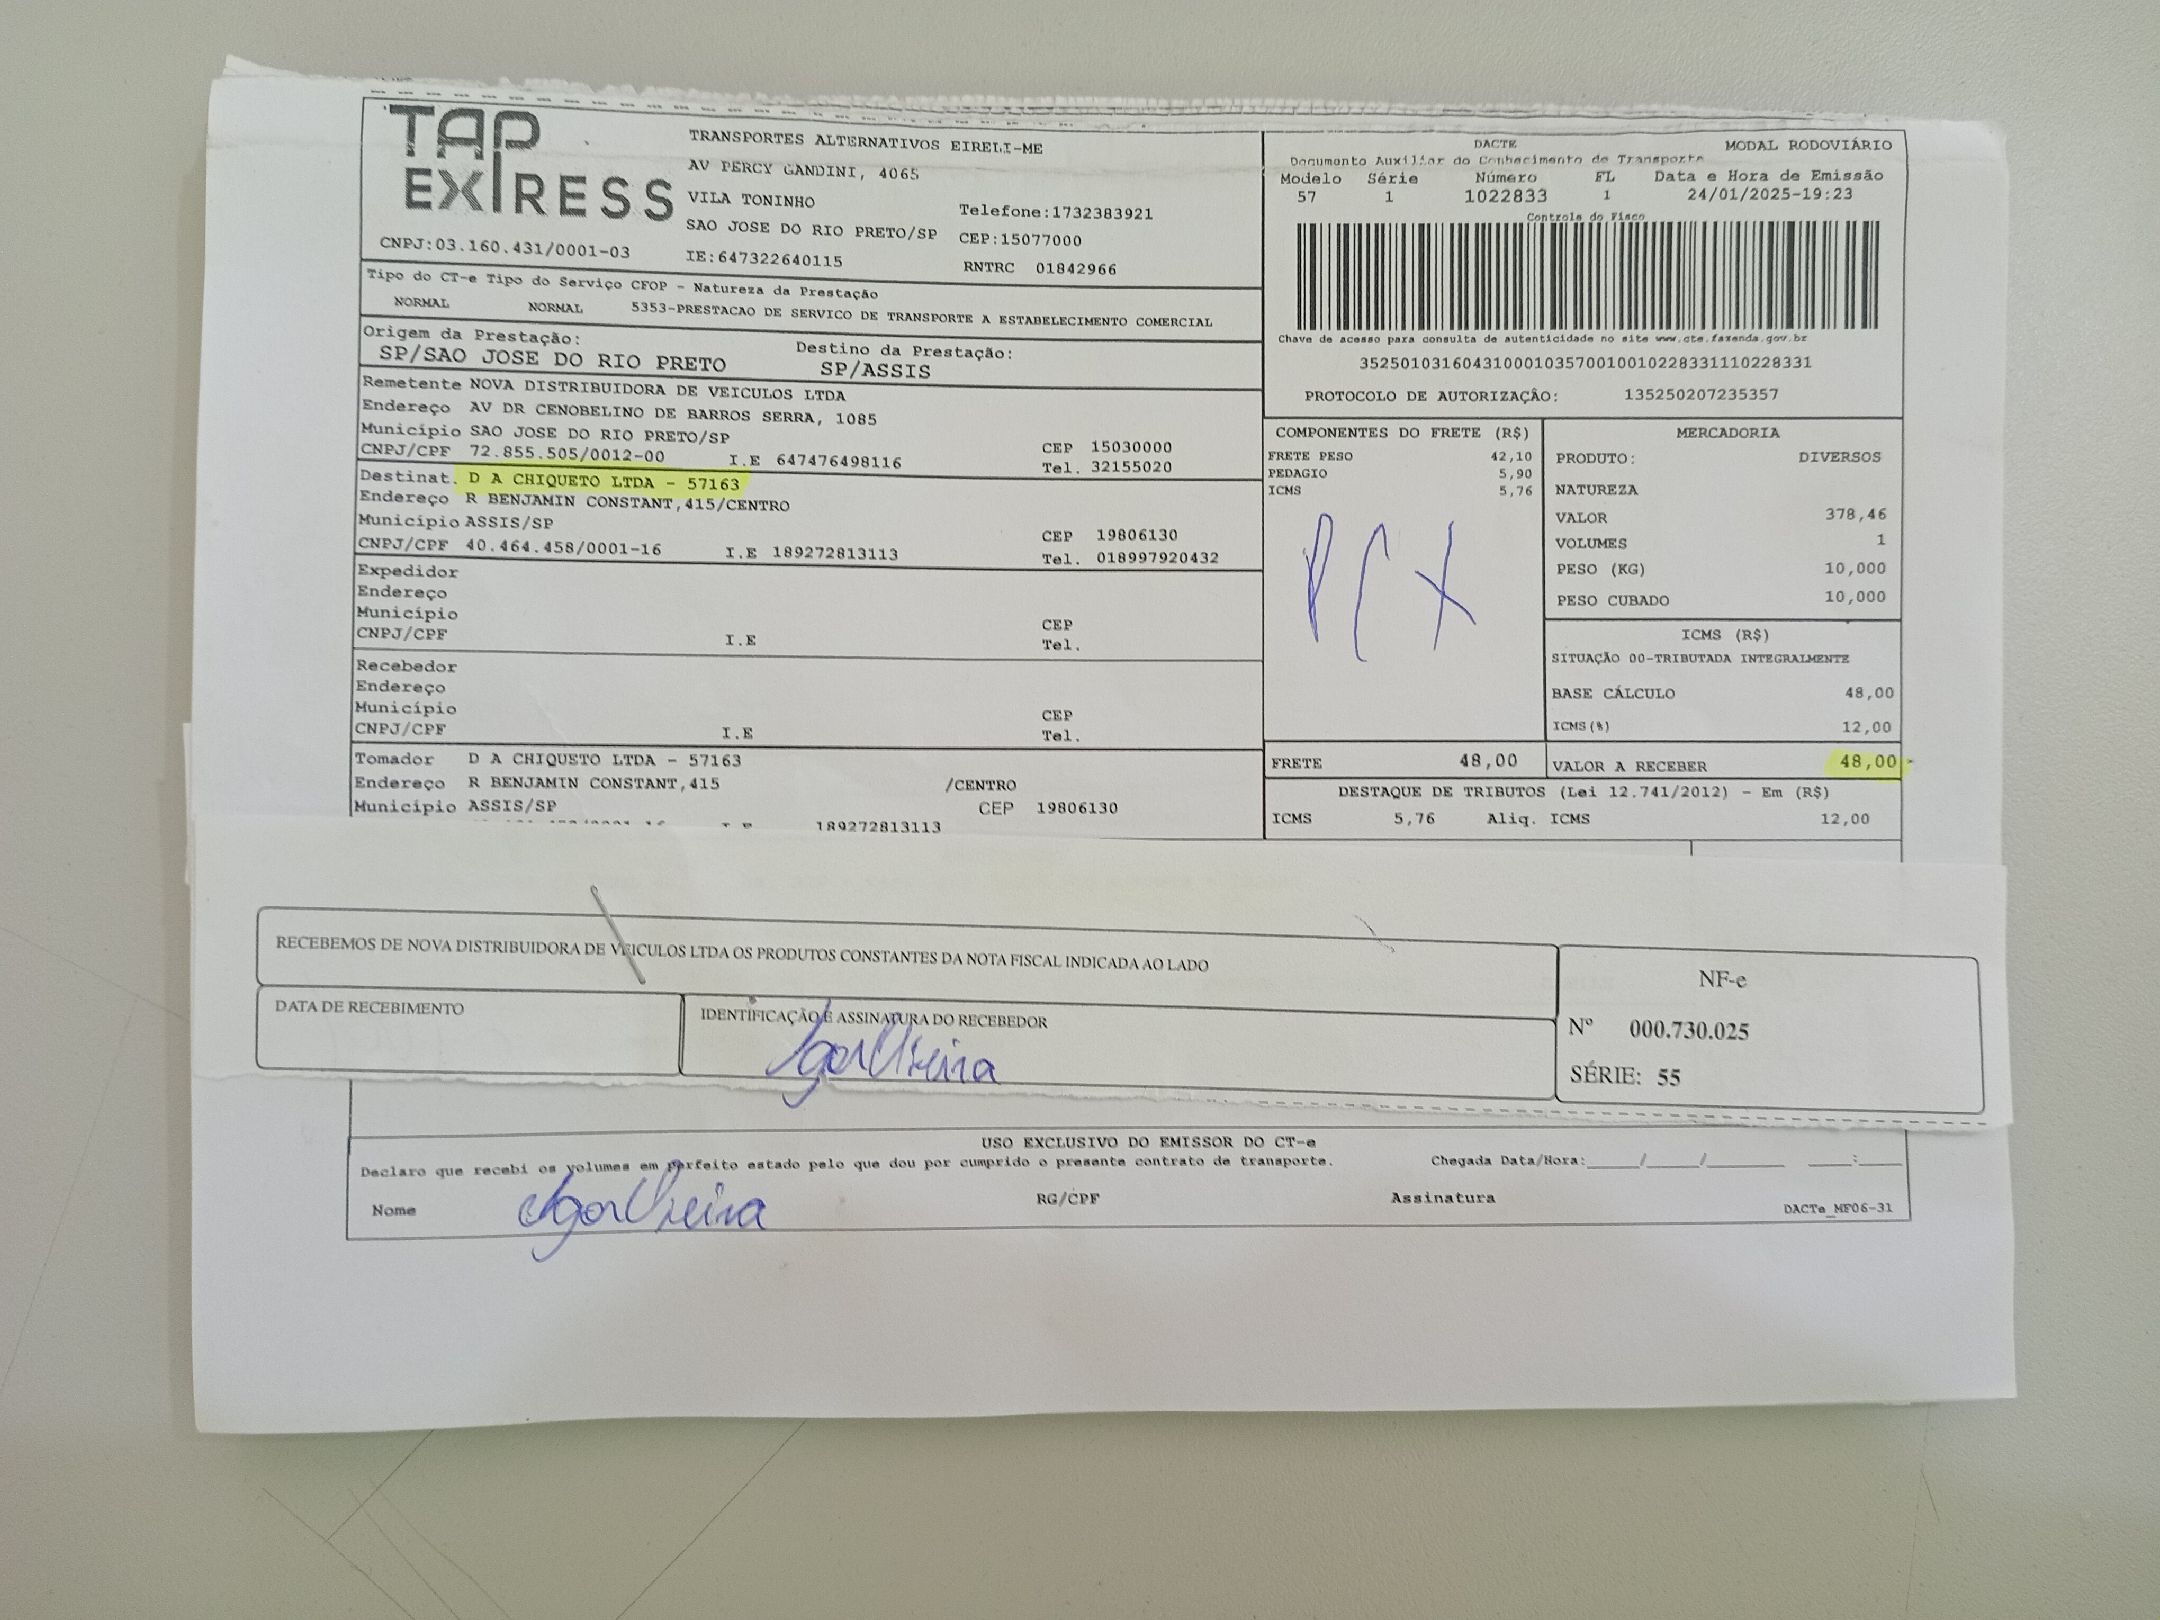 TAP EXPRESS
TRANSPORTES ALTERNATIVOS EIRELI-ME
AV PERCY GANDINI, 4065
VILA TONINHO
Telefone:1732383921
SAO JOSE DO RIO PRETO/SP CEP:15077000
CNPJ:03.160.431/0001-03 IE:647322640115 RNTRC 01842966
DACTE MODAL RODOVIÁRIO
Documento Auxiliar do Conhecimento de Transporte
Modelo Série Número FL Data e Hora de Emissão
57 1 1022833 1 24/01/2025-19:23
Controle do Fisco
Chave de acesso para consulta de autenticidade no site www.cte.fazenda.gov.br
35250103160431000103570010010228331110228331
PROTOCOLO DE AUTORIZAÇÃO: 135250207235357
Tipo do CT-e Tipo do Serviço CFOP - Natureza da Prestação
NORMAL NORMAL 5353-PRESTACAO DE SERVICO DE TRANSPORTE A ESTABELECIMENTO COMERCIAL
Origem da Prestação: Destino da Prestação:
SP/SAO JOSE DO RIO PRETO SP/ASSIS
Remetente NOVA DISTRIBUIDORA DE VEICULOS LTDA
Endereço AV DR CENOBELINO DE BARROS SERRA, 1085
Município SAO JOSE DO RIO PRETO/SP CEP 15030000
CNPJ/CPF 72.855.505/0012-00 I.E 647476498116 Tel. 32155020
Destinat. D A CHIQUETO LTDA - 57163
Endereço R BENJAMIN CONSTANT,415/CENTRO
Município ASSIS/SP CEP 19806130
CNPJ/CPF 40.464.458/0001-16 I.E 189272813113 Tel. 018997920432
Expedidor
Endereço
Município CEP
CNPJ/CPF I.E Tel.
Recebedor
Endereço
Município CEP
CNPJ/CPF I.E Tel.
Tomador D A CHIQUETO LTDA - 57163
Endereço R BENJAMIN CONSTANT,415 /CENTRO
Município ASSIS/SP CEP 19806130
189272813113
COMPONENTES DO FRETE (R$)
FRETE PESO 42,10
PEDAGIO 5,90
ICMS 5,76
PCX
FRETE 48,00
MERCADORIA
PRODUTO: DIVERSOS
NATUREZA
VALOR 378,46
VOLUMES 1
PESO (KG) 10,000
PESO CUBADO 10,000
ICMS (R$)
SITUAÇÃO 00-TRIBUTADA INTEGRALMENTE
BASE CÁLCULO 48,00
ICMS(%) 12,00
VALOR A RECEBER 48,00
DESTAQUE DE TRIBUTOS (Lei 12.741/2012) - Em (R$)
ICMS 5,76 Aliq. ICMS 12,00
RECEBEMOS DE NOVA DISTRIBUIDORA DE VEICULOS LTDA OS PRODUTOS CONSTANTES DA NOTA FISCAL INDICADA AO LADO
DATA DE RECEBIMENTO
IDENTIFICAÇÃO E ASSINATURA DO RECEBEDOR
NF-e
Nº 000.730.025
SÉRIE: 55
USO EXCLUSIVO DO EMISSOR DO CT-e
Declaro que recebi os volumes em perfeito estado pelo que dou por cumprido o presente contrato de transporte. Chegada Data/Hora:____/____/______ ____:____
Nome RG/CPF Assinatura
DACTe_MF06-31